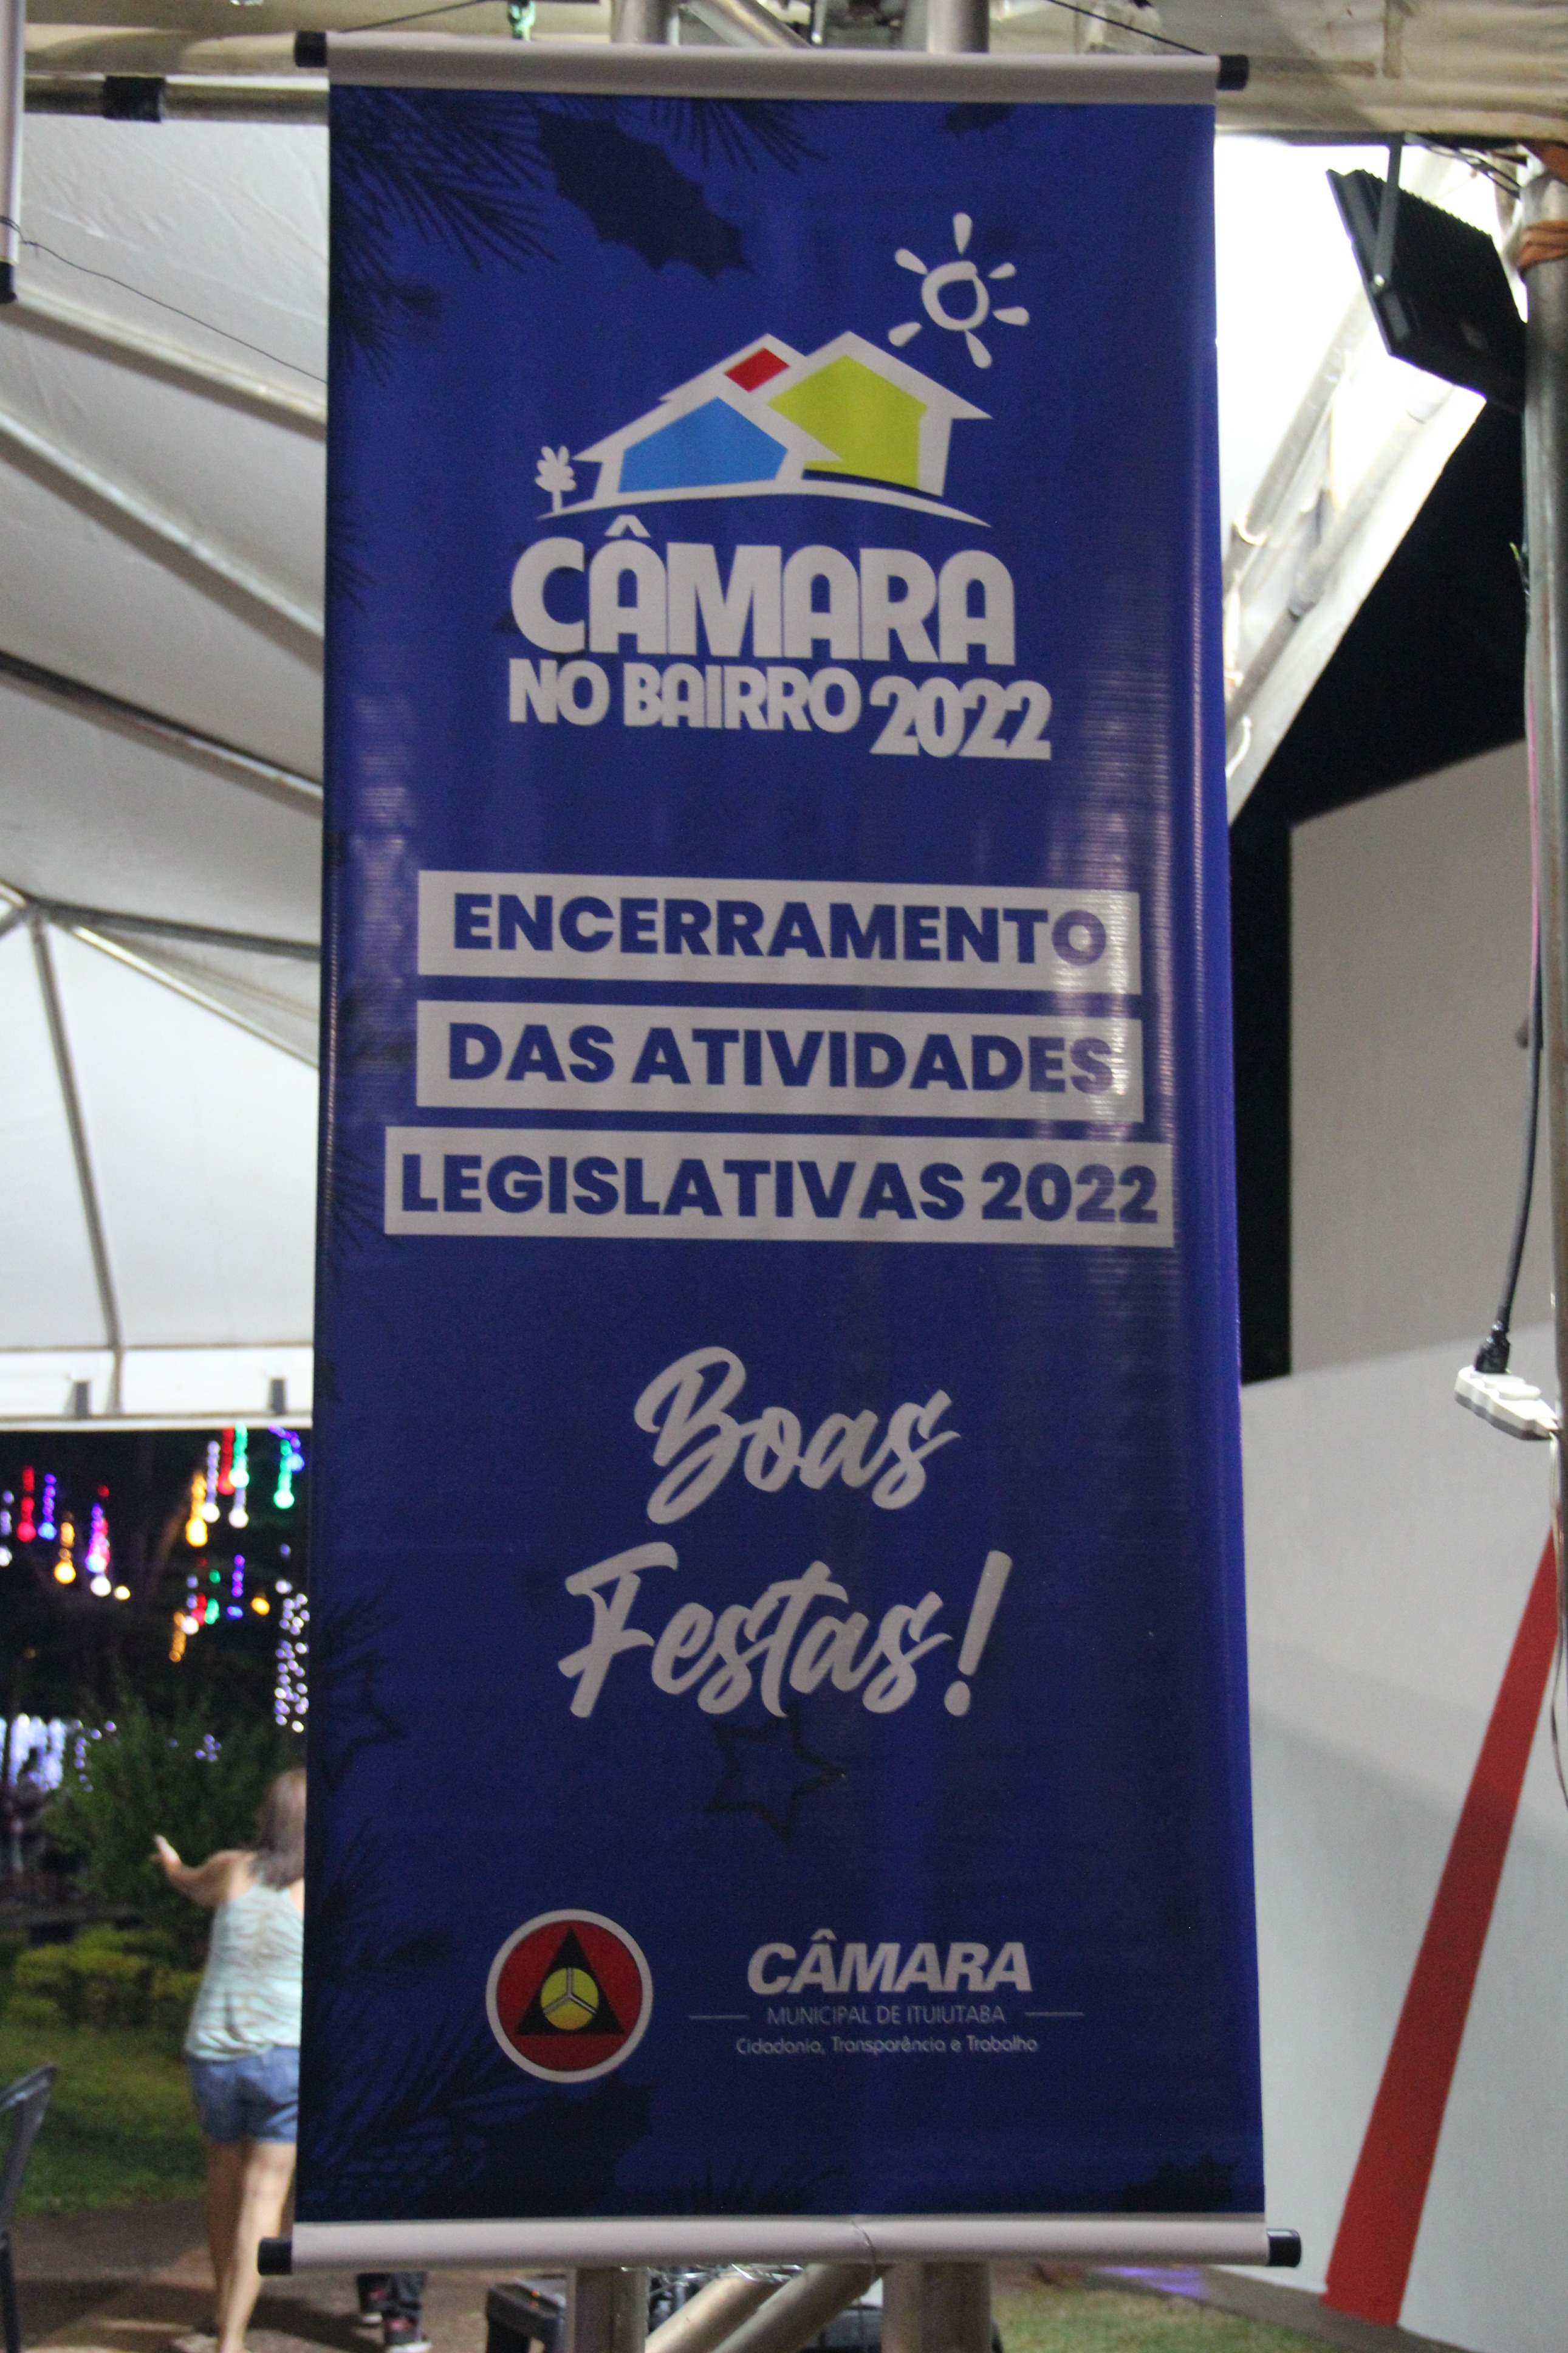 CÂMARA
NO BAIRRO 2022
ENCERRAMENTO
DAS ATIVIDADES
LEGISLATIVAS 2022
Boas
Festas!
CÂMARA
MUNICIPAL DE ITUIUTABA
Cidadania, Transparência e Trabalho